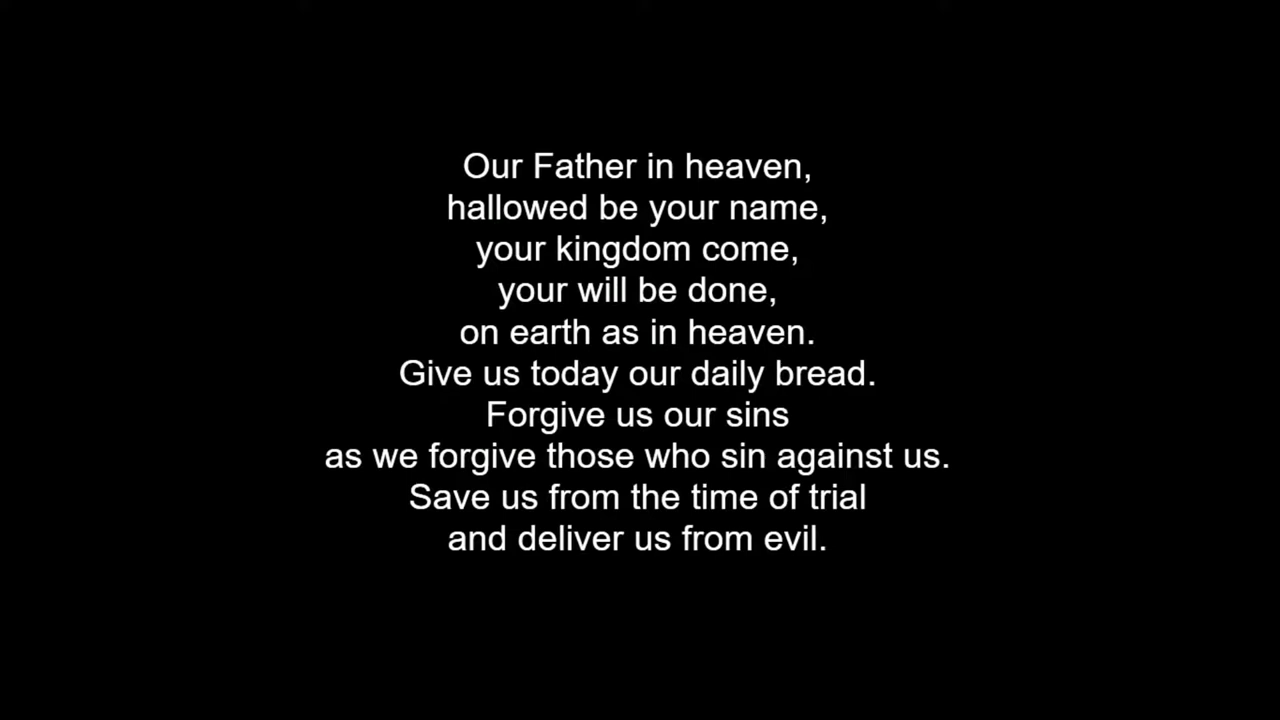 Our Father in heaven,
hallowed be your name,
your kingdom come,
your will be done,
on earth as in heaven.
Give us today our daily bread.
Forgive us our sins
as we forgive those who sin against us.
Save us from the time of trial
and deliver us from evil.